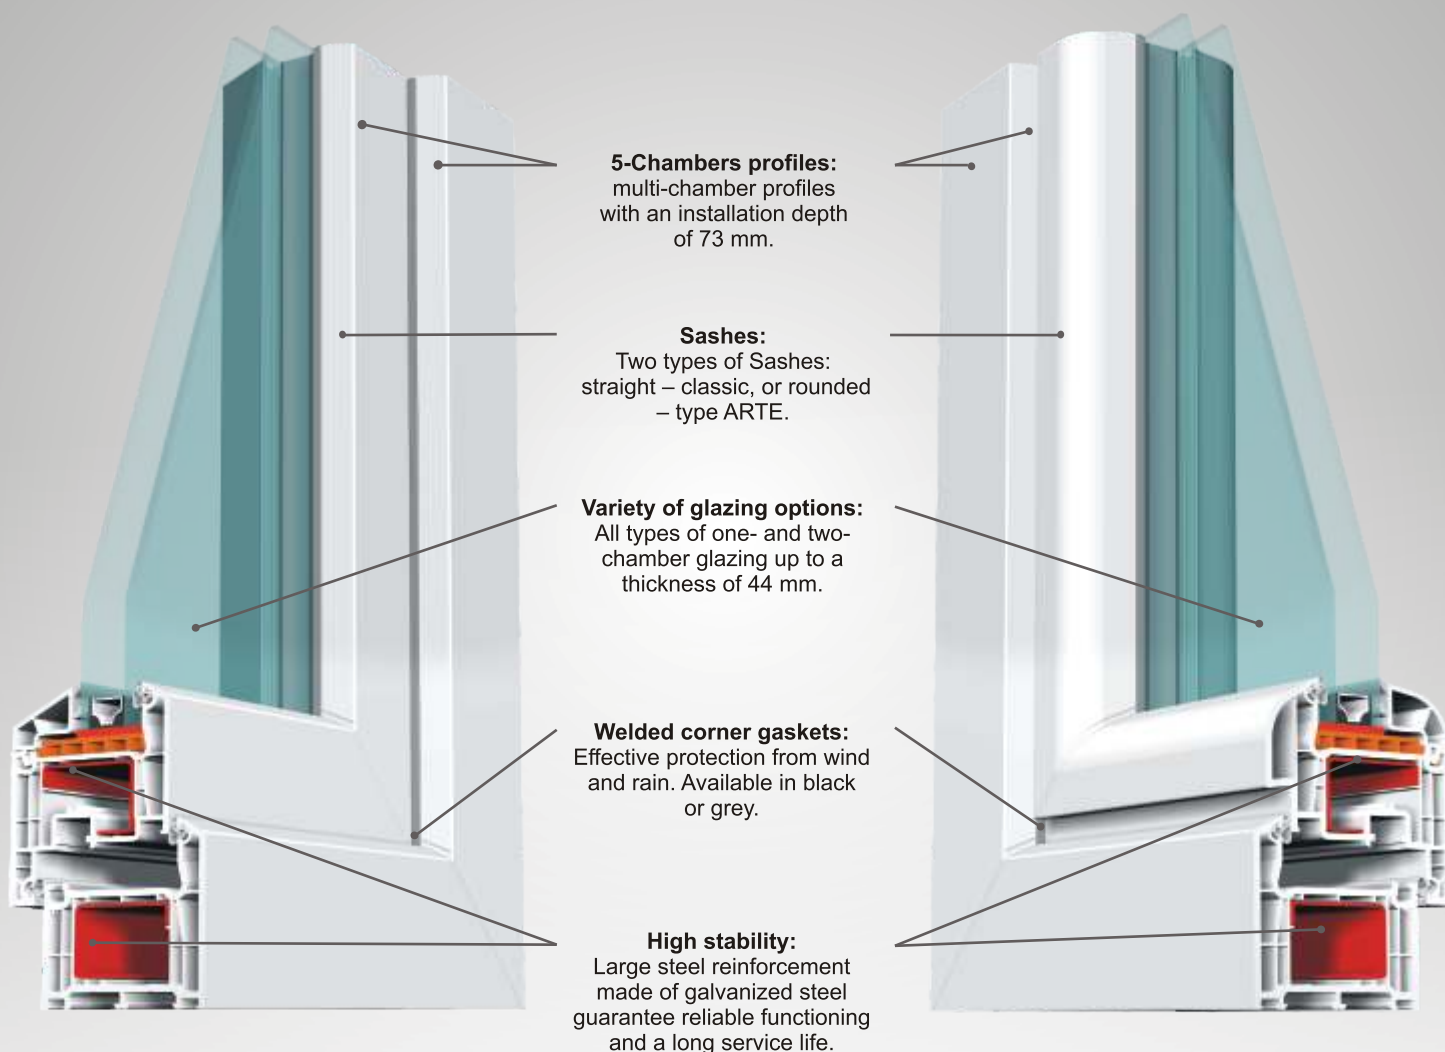 5-Chambers profiles:
multi-chamber profiles
with an installation depth
of 73 mm.
Sashes:
Two types of Sashes:
straight – classic, or rounded
– type ARTE.
Variety of glazing options:
All types of one- and two-
chamber glazing up to a
thickness of 44 mm.
Welded corner gaskets:
Effective protection from wind
and rain. Available in black
or grey.
High stability:
Large steel reinforcement
made of galvanized steel
guarantee reliable functioning
and a long service life.